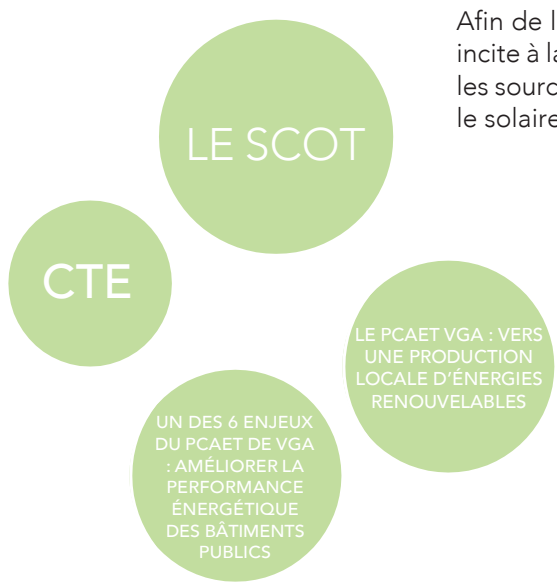 Afin de l
incite à la
les sourc
le solaire
LE SCOT
CTE
LE PCAET VGA : VERS
UNE PRODUCTION
LOCALE D’ÉNERGIES
RENOUVELABLES
UN DES 6 ENJEUX
DU PCAET DE VGA
: AMÉLIORER LA
PERFORMANCE
ÉNERGÉTIQUE
DES BÂTIMENTS
PUBLICS